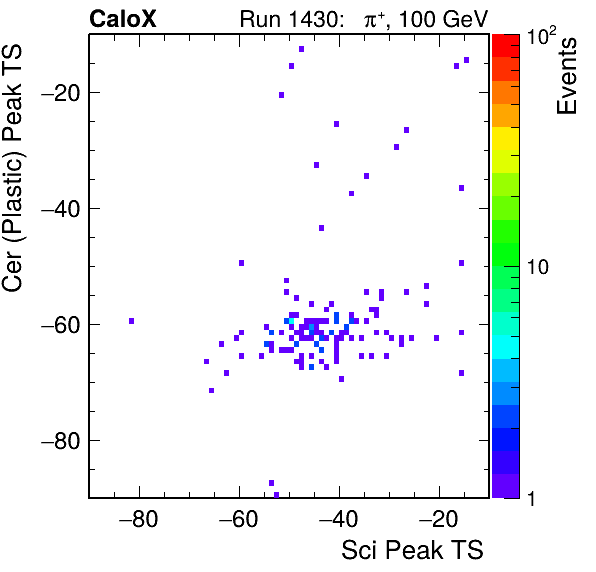 CaloX Run 1430: π⁺, 100 GeV
Cer (Plastic) Peak TS
−20
−40
−60
−80
−80 −60 −40 −20
Sci Peak TS
10²
10
1
Events